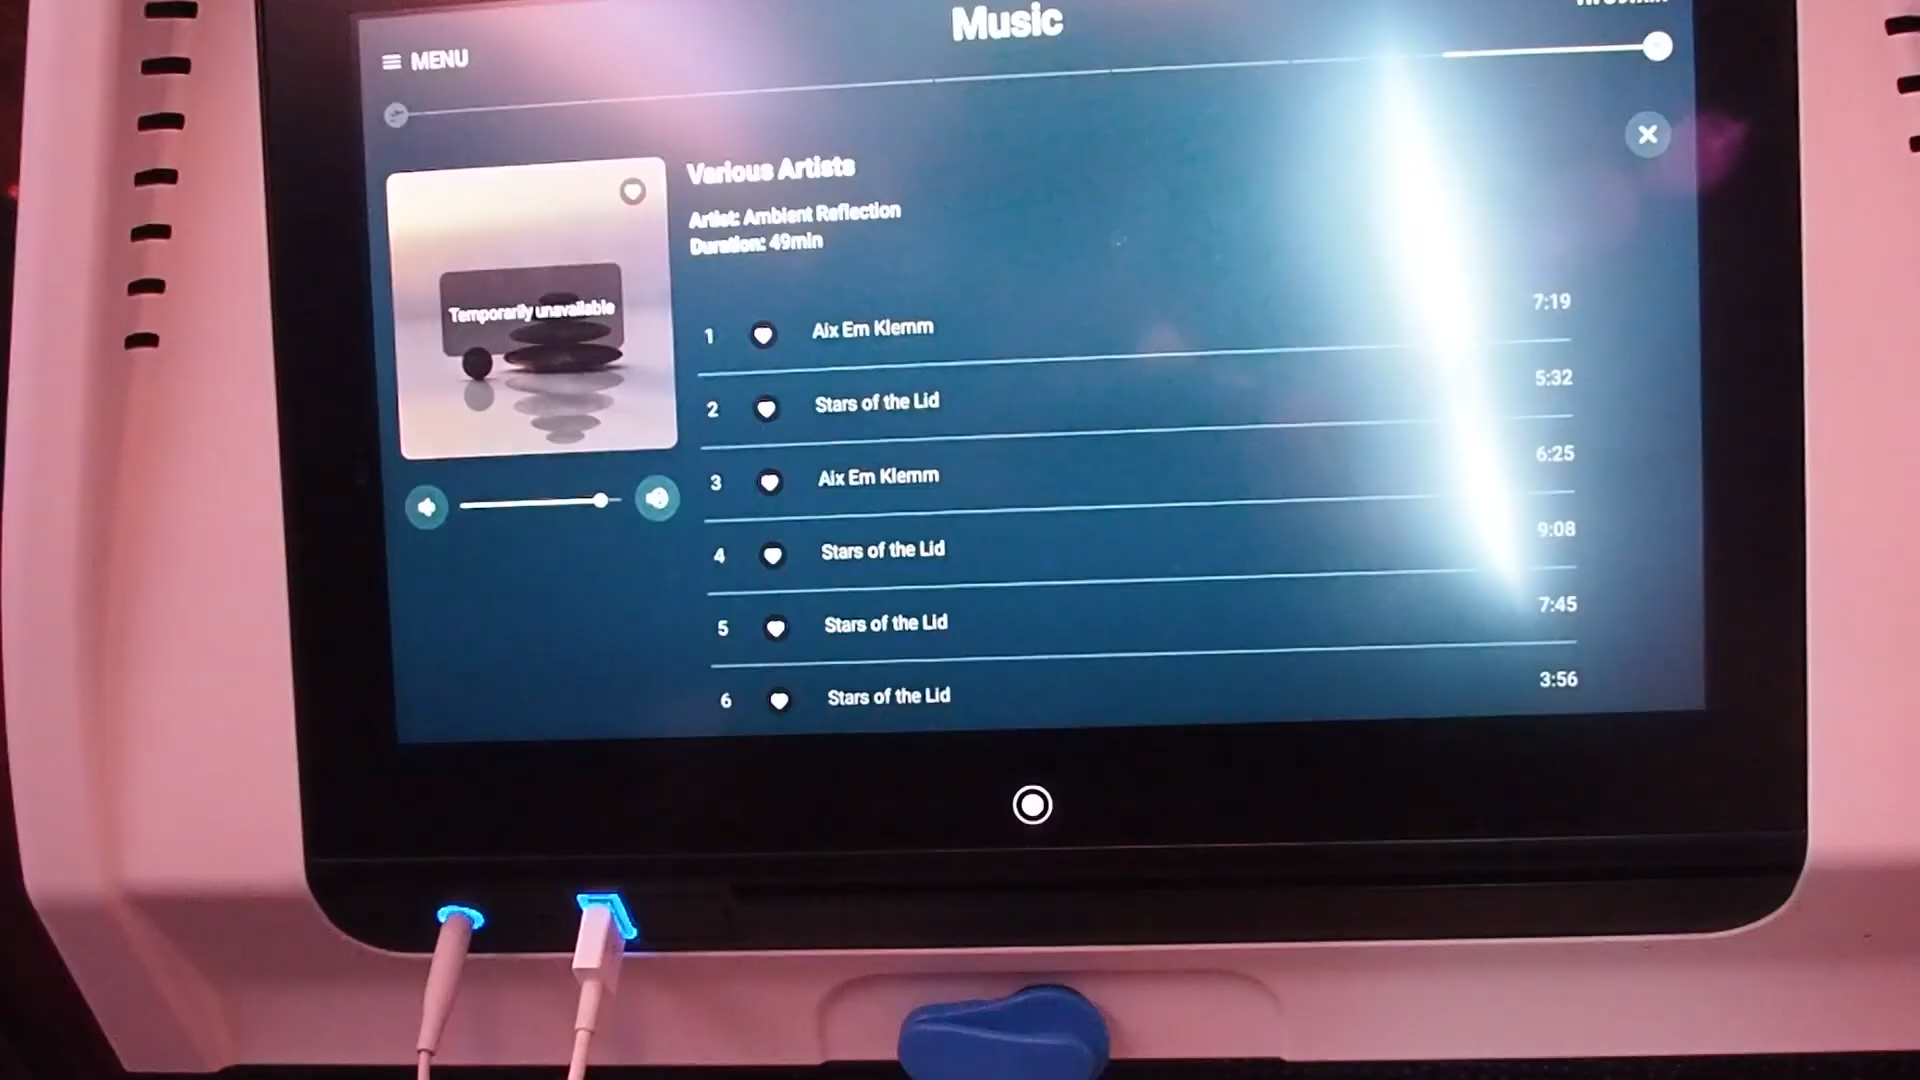 Music
MENU
Various Artists
Artist: Ambient Reflection
Duration: 49min
Temporarily unavailable
1 Aix Em Klemm 7:19
2 Stars of the Lid 5:32
3 Aix Em Klemm 6:25
4 Stars of the Lid 9:08
5 Stars of the Lid 7:45
6 Stars of the Lid 3:56